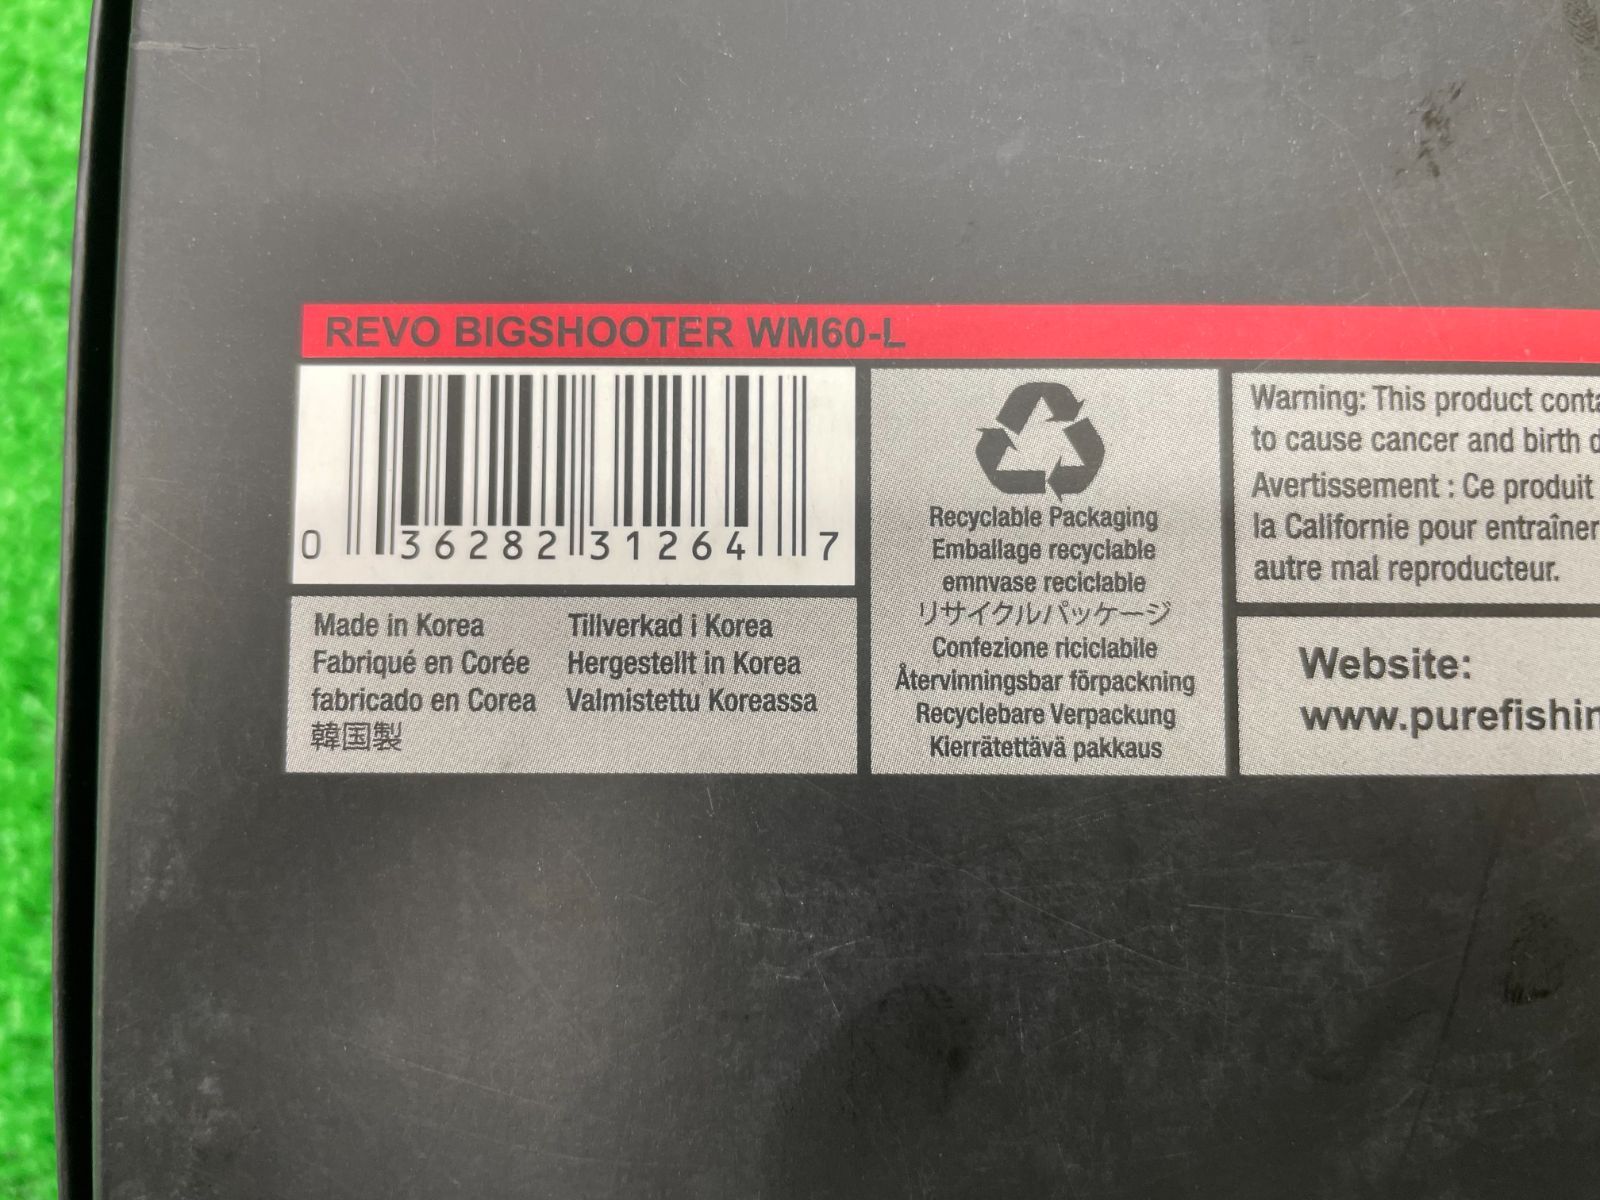 REVO BIGSHOOTER WM60-L
0 36282 31264 7
Made in Korea
Fabriqué en Corée
fabricado en Corea
韓国製
Tillverkad i Korea
Hergestellt in Korea
Valmistettu Koreassa
Recyclable Packaging
Emballage recyclable
emnvase reciclable
リサイクルパッケージ
Confezione riciclabile
Återvinningsbar förpackning
Recyclebare Verpackung
Kierrätettävä pakkaus
Warning: This product
to cause cancer and birth
Avertissement : Ce produit
la Californie pour entraîner
autre mal reproducteur.
Website:
www.purefishin